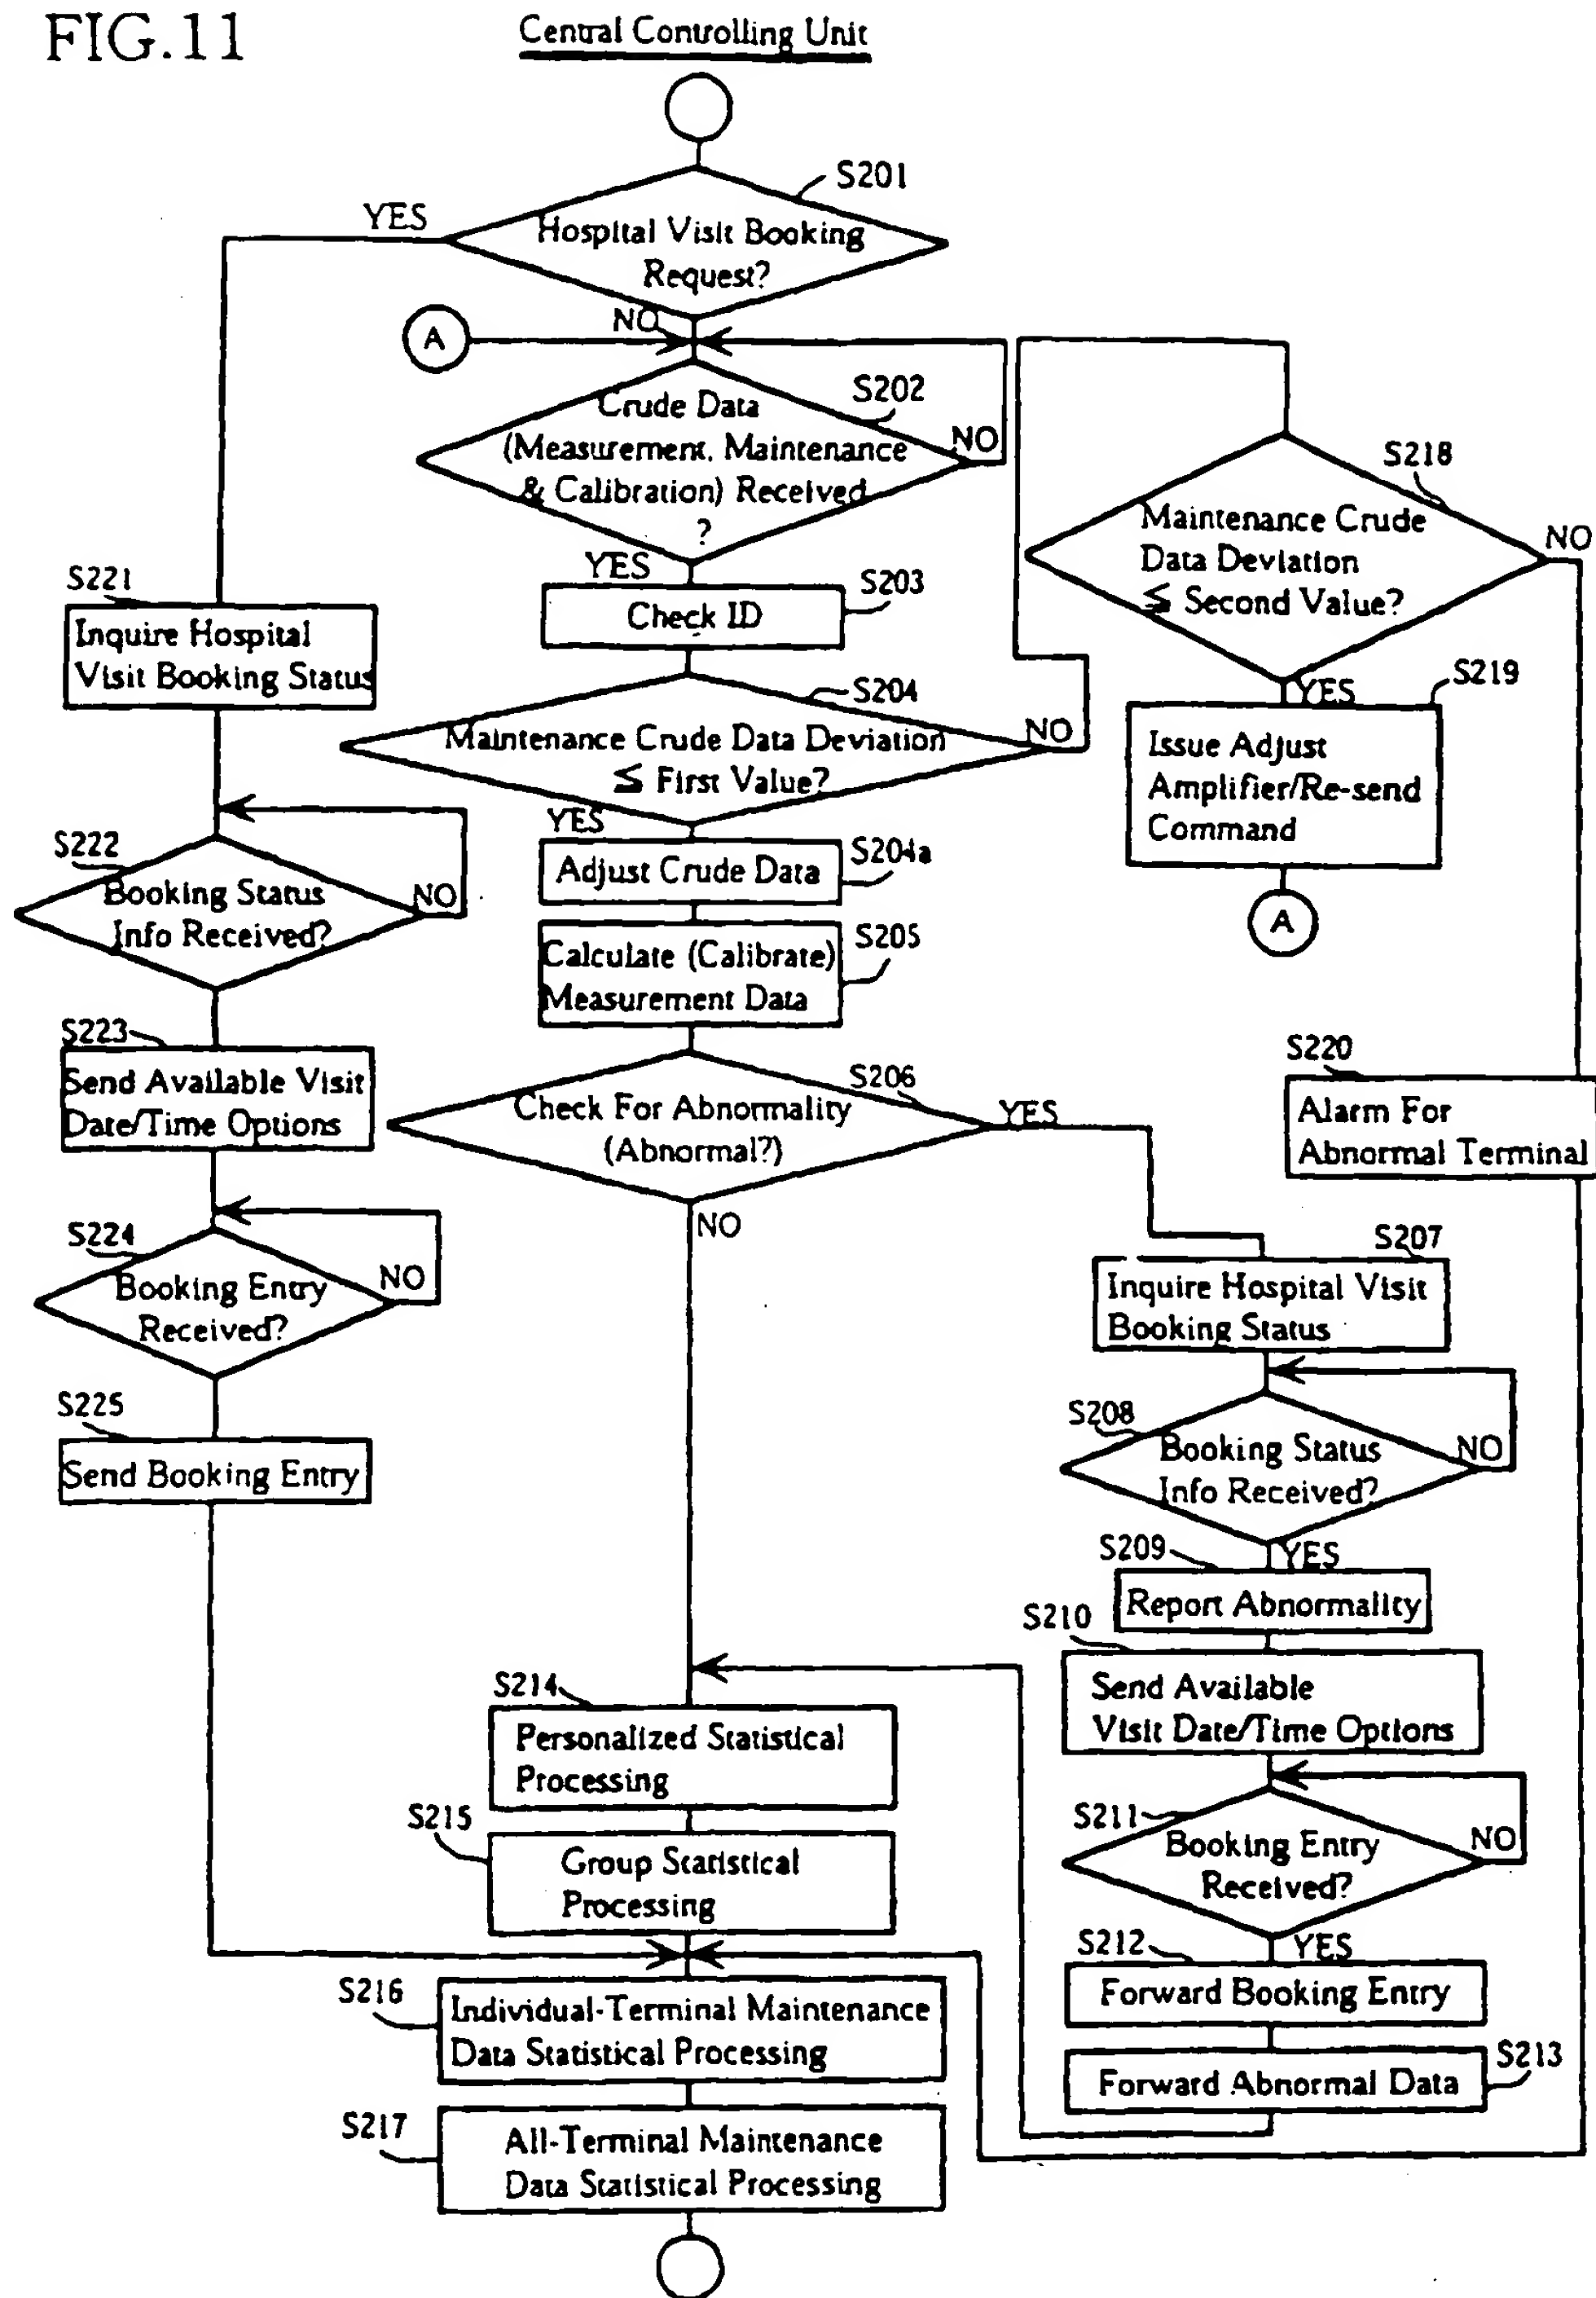 FIG.11
Central Controlling Unit
S201
YES
Hospital Visit Booking
Request?
NO
A
S202
Crude Data
(Measurement, Maintenance
& Calibration) Received
?
NO
YES
S203
Check ID
S204
Maintenance Crude Data Deviation
≦ First Value?
NO
YES
S204a
Adjust Crude Data
S205
Calculate (Calibrate)
Measurement Data
S206
Check For Abnormality
(Abnormal?)
YES
NO
S218
Maintenance Crude
Data Deviation
≦ Second Value?
NO
YES
S219
Issue Adjust
Amplifier/Re-send
Command
A
S220
Alarm For
Abnormal Terminal
S221
Inquire Hospital
Visit Booking Status
S222
Booking Status
Info Received?
NO
S223
Send Available Visit
Date/Time Options
S224
Booking Entry
Received?
NO
S225
Send Booking Entry
S207
Inquire Hospital Visit
Booking Status
S208
Booking Status
Info Received?
NO
YES
S209
Report Abnormality
S210
Send Available
Visit Date/Time Options
S211
Booking Entry
Received?
NO
YES
S212
Forward Booking Entry
S213
Forward Abnormal Data
S214
Personalized Statistical
Processing
S215
Group Statistical
Processing
S216
Individual-Terminal Maintenance
Data Statistical Processing
S217
All-Terminal Maintenance
Data Statistical Processing